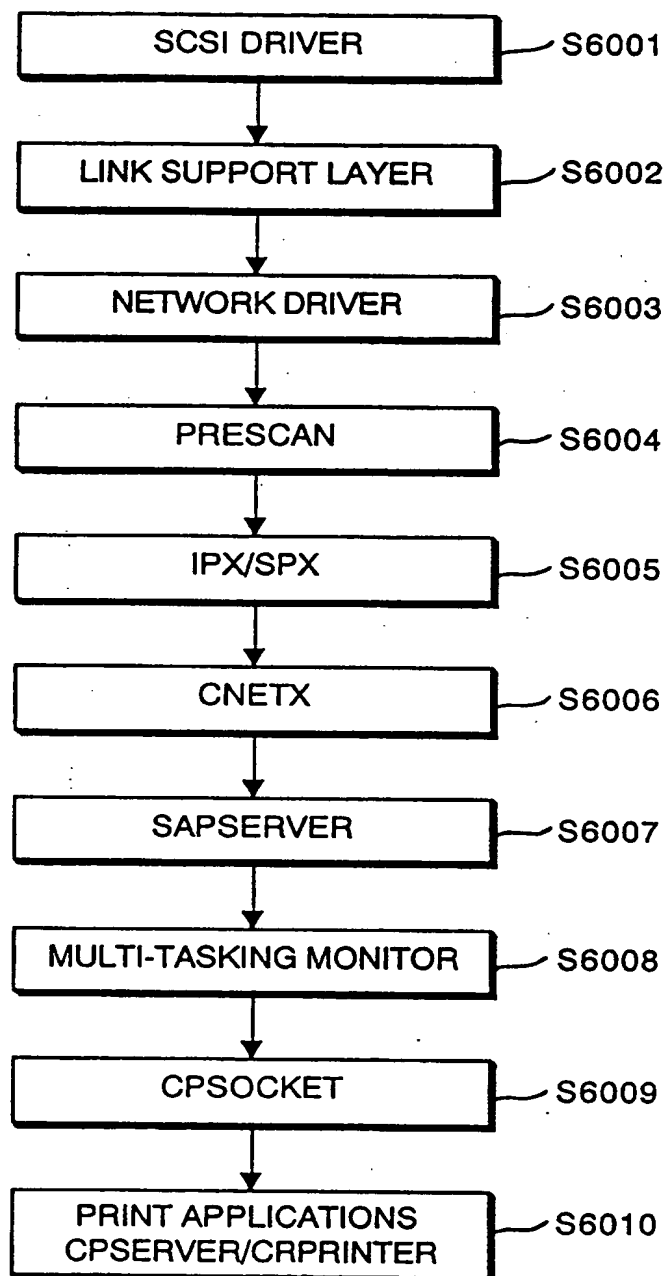 SCSI DRIVER S6001
LINK SUPPORT LAYER S6002
NETWORK DRIVER S6003
PRESCAN S6004
IPX/SPX S6005
CNETX S6006
SAPSERVER S6007
MULTI-TASKING MONITOR S6008
CPSOCKET S6009
PRINT APPLICATIONS S6010
CPSERVER/CRPRINTER